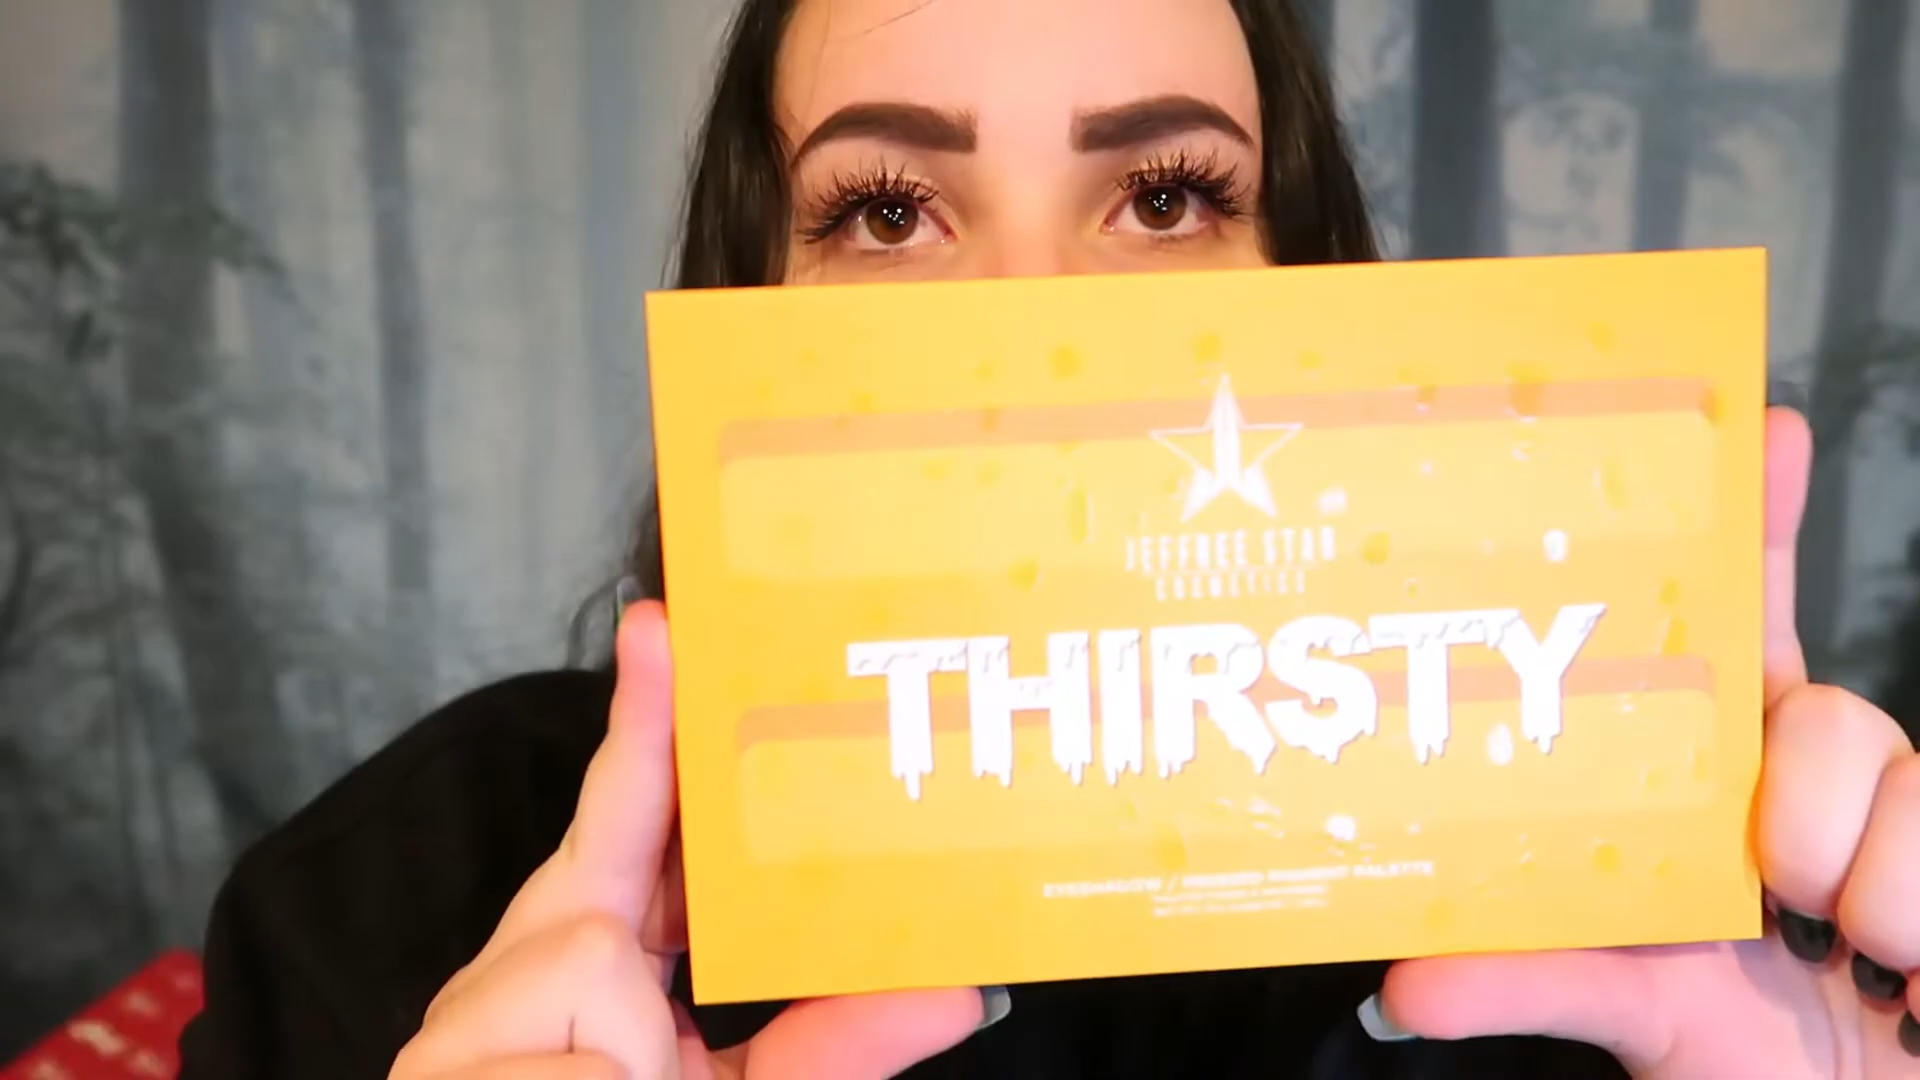 JEFFREE STAR
COSMETICS
THIRSTY
EYESHADOW / PRESSED PIGMENT PALETTE